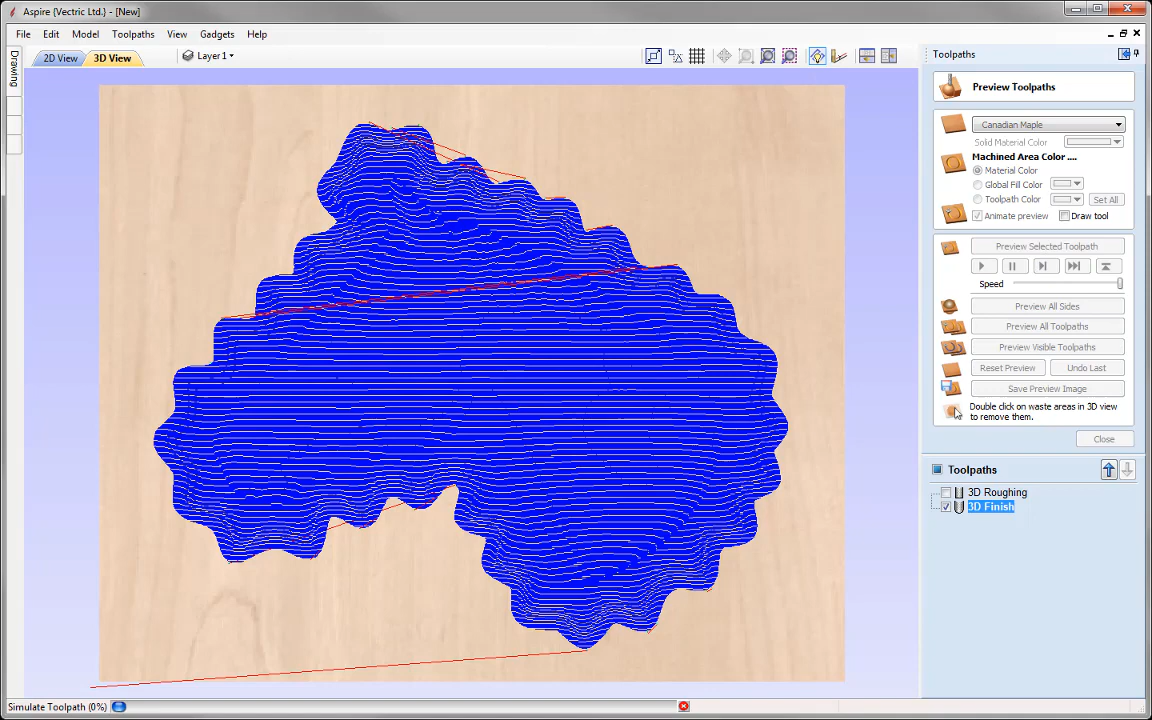 Aspire {Vectric Ltd.} - [New]
File Edit Model Toolpaths View Gadgets Help
Drawing
2D View 3D View Layer 1
Toolpaths
Preview Toolpaths
Canadian Maple
Solid Material Color
Machined Area Color ....
Material Color
Global Fill Color
Toolpath Color Set All
Animate preview Draw tool
Preview Selected Toolpath
Speed
Preview All Sides
Preview All Toolpaths
Preview Visible Toolpaths
Reset Preview Undo Last
Save Preview Image
Double click on waste areas in 3D view
to remove them.
Close
Toolpaths
3D Roughing
3D Finish
Simulate Toolpath (0%)